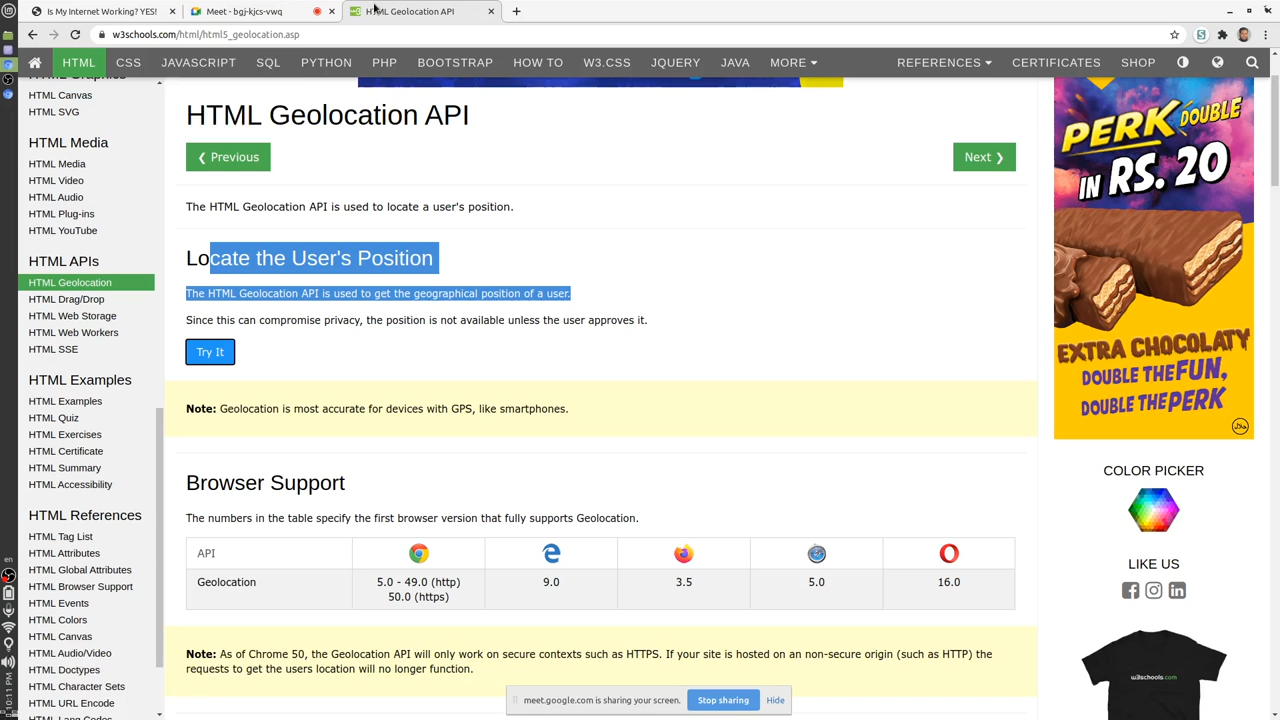 Is My Internet Working? YES!
Meet - bgj-kjcs-vwq
HTML Geolocation API
w3schools.com/html/html5_geolocation.asp
HTML
CSS
JAVASCRIPT
SQL
PYTHON
PHP
BOOTSTRAP
HOW TO
W3.CSS
JQUERY
JAVA
MORE
REFERENCES
CERTIFICATES
SHOP
HTML Graphics
HTML Canvas
HTML SVG
HTML Media
HTML Media
HTML Video
HTML Audio
HTML Plug-ins
HTML YouTube
HTML APIs
HTML Geolocation
HTML Drag/Drop
HTML Web Storage
HTML Web Workers
HTML SSE
HTML Examples
HTML Examples
HTML Quiz
HTML Exercises
HTML Certificate
HTML Summary
HTML Accessibility
HTML References
HTML Tag List
HTML Attributes
HTML Global Attributes
HTML Browser Support
HTML Events
HTML Colors
HTML Canvas
HTML Audio/Video
HTML Doctypes
HTML Character Sets
HTML URL Encode
HTML Lang Codes
HTML Geolocation API
❮ Previous
Next ❯
The HTML Geolocation API is used to locate a user's position.
Locate the User's Position
The HTML Geolocation API is used to get the geographical position of a user.
Since this can compromise privacy, the position is not available unless the user approves it.
Try It
Note: Geolocation is most accurate for devices with GPS, like smartphones.
Browser Support
The numbers in the table specify the first browser version that fully supports Geolocation.
API
Geolocation
5.0 - 49.0 (http)
50.0 (https)
9.0
3.5
5.0
16.0
Note: As of Chrome 50, the Geolocation API will only work on secure contexts such as HTTPS. If your site is hosted on an non-secure origin (such as HTTP) the
requests to get the users location will no longer function.
meet.google.com is sharing your screen.
Stop sharing
Hide
PERK DOUBLE
IN RS. 20
EXTRA CHOCOLATY
DOUBLE THE FUN,
DOUBLE THE PERK
COLOR PICKER
LIKE US
w3schools.com
en
10:11 PM